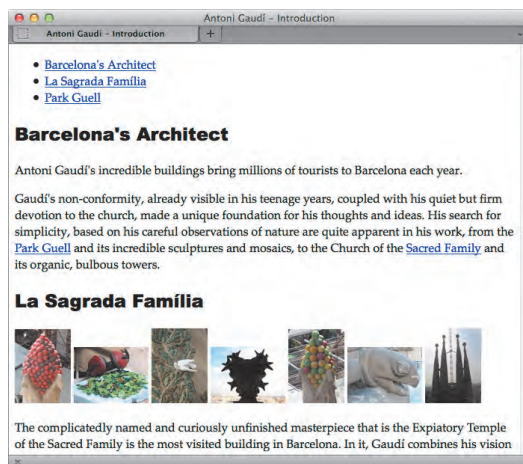 Antoni Gaudí – Introduction
Antoni Gaudí – Introduction
+
• Barcelona's Architect
• La Sagrada Família
• Park Guell
Barcelona's Architect
Antoni Gaudí's incredible buildings bring millions of tourists to Barcelona each year.
Gaudí's non-conformity, already visible in his teenage years, coupled with his quiet but firm
devotion to the church, made a unique foundation for his thoughts and ideas. His search for
simplicity, based on his careful observations of nature are quite apparent in his work, from the
Park Guell and its incredible sculptures and mosaics, to the Church of the Sacred Family and
its organic, bulbous towers.
La Sagrada Família
The complicatedly named and curiously unfinished masterpiece that is the Expiatory Temple
of the Sacred Family is the most visited building in Barcelona. In it, Gaudí combines his vision